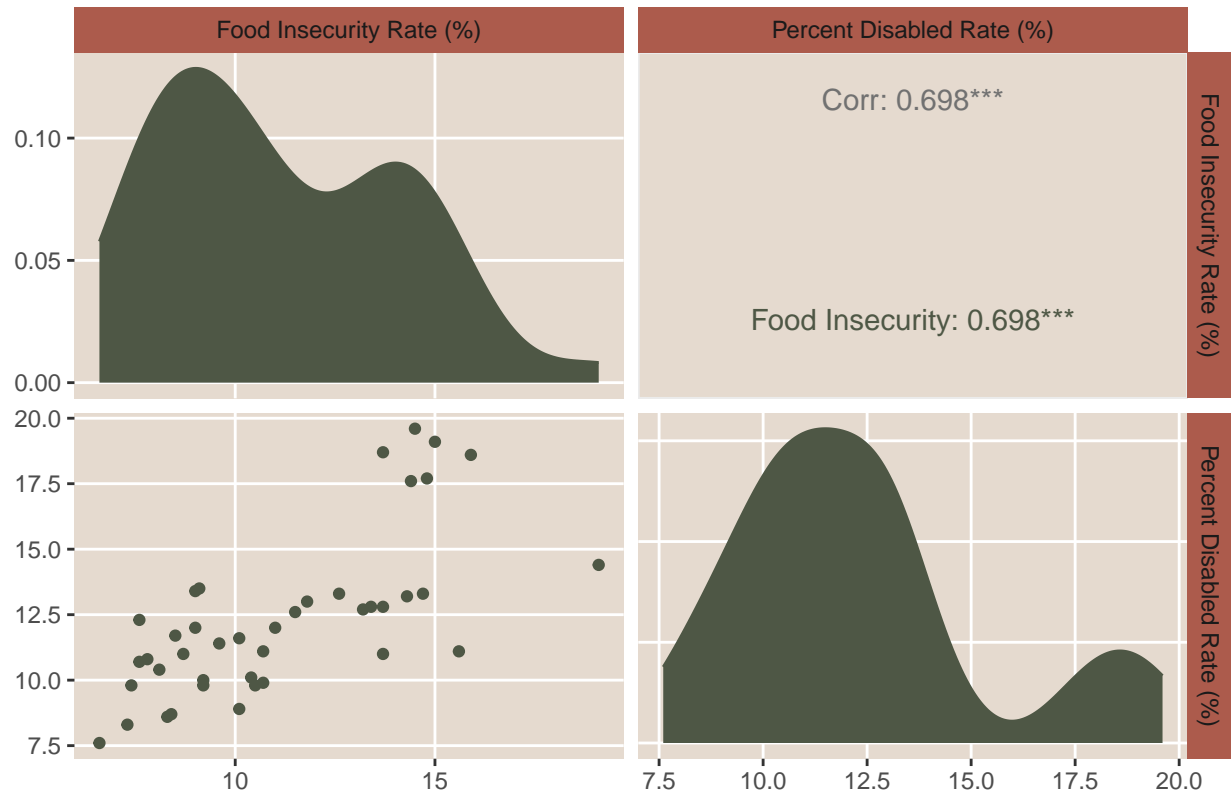 Food Insecurity Rate (%)
Percent Disabled Rate (%)
Corr: 0.698***
Food Insecurity: 0.698***
Food Insecurity Rate (%)
0.10
0.05
0.00
20.0
17.5
15.0
12.5
10.0
7.5
Percent Disabled Rate (%)
10
15
7.5
10.0
12.5
15.0
17.5
20.0